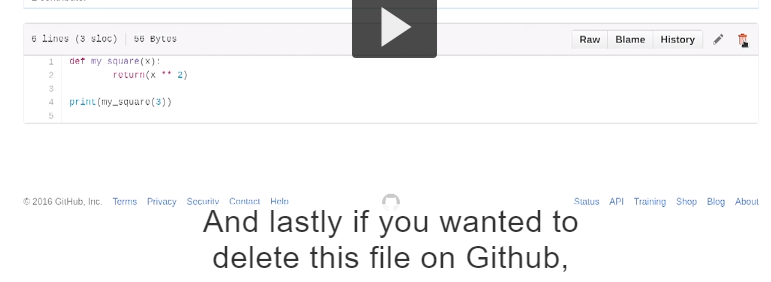 6 lines (3 sloc) 56 Bytes Raw Blame History
1 def my_square(x):
2 return(x ** 2)
3
4 print(my_square(3))
5
© 2016 GitHub, Inc. Terms Privacy Security Contact Help Status API Training Shop Blog About
And lastly if you wanted to
delete this file on Github,